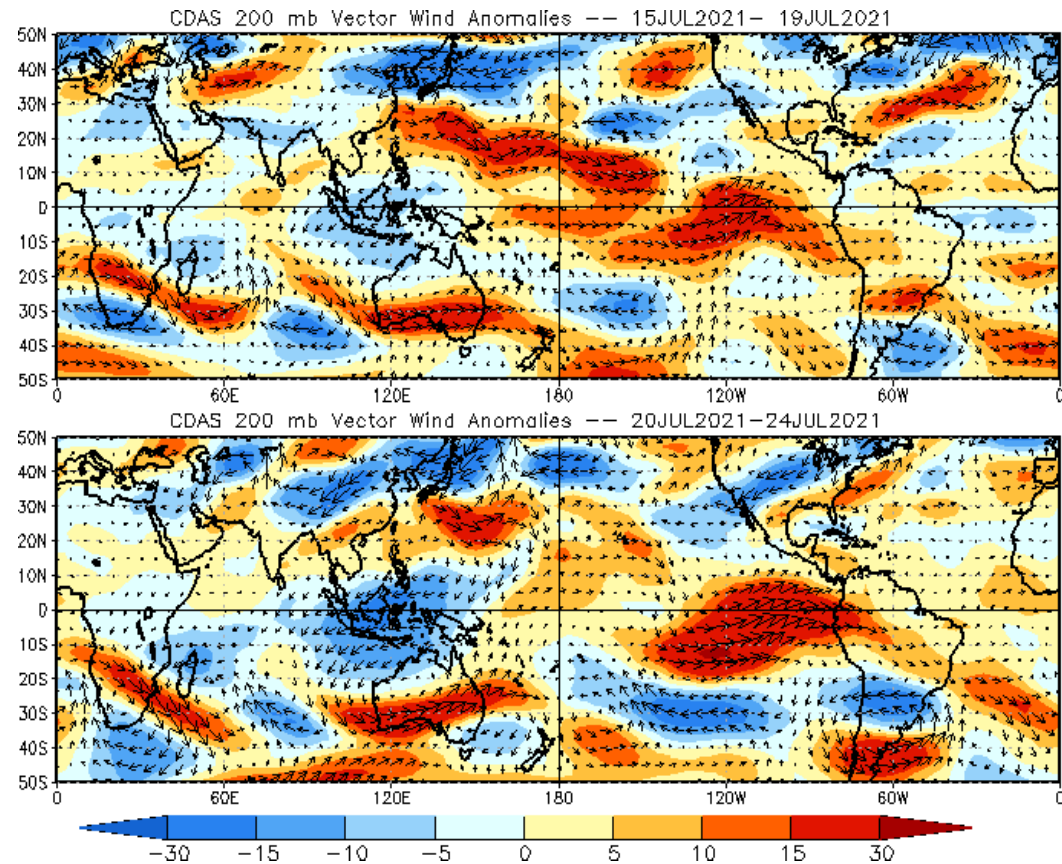 CDAS 200 mb Vector Wind Anomalies -- 15JUL2021- 19JUL2021
50N
40N
30N
20N
10N
0
10S
20S
30S
40S
50S
0 60E 120E 180 120W 60W 0
CDAS 200 mb Vector Wind Anomalies -- 20JUL2021-24JUL2021
50N
40N
30N
20N
10N
0
10S
20S
30S
40S
50S
0 60E 120E 180 120W 60W 0
-30 -15 -10 -5 0 5 10 15 30